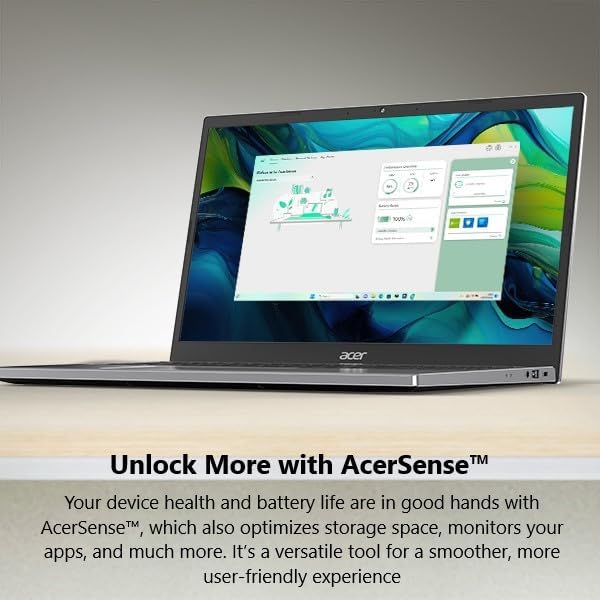 100%
acer
Unlock More with AcerSense™
Your device health and battery life are in good hands with
AcerSense™, which also optimizes storage space, monitors your
apps, and much more. It's a versatile tool for a smoother, more
user-friendly experience